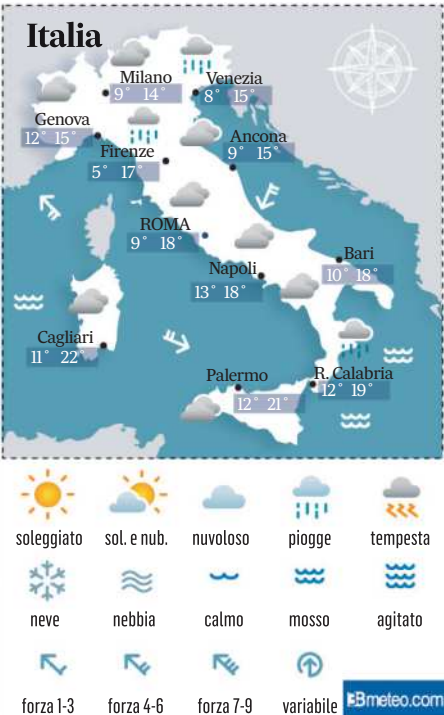 Italia
Milano
9° 14°
Venezia
8° 15°
Genova
12° 15°
Firenze
5° 17°
Ancona
9° 15°
ROMA
9° 18°
Bari
10° 18°
Napoli
13° 18°
Cagliari
11° 22°
Palermo
12° 21°
R. Calabria
12° 19°
soleggiato sol. e nub. nuvoloso piogge tempesta
neve nebbia calmo mosso agitato
forza 1-3 forza 4-6 forza 7-9 variabile
3Bmeteo.com